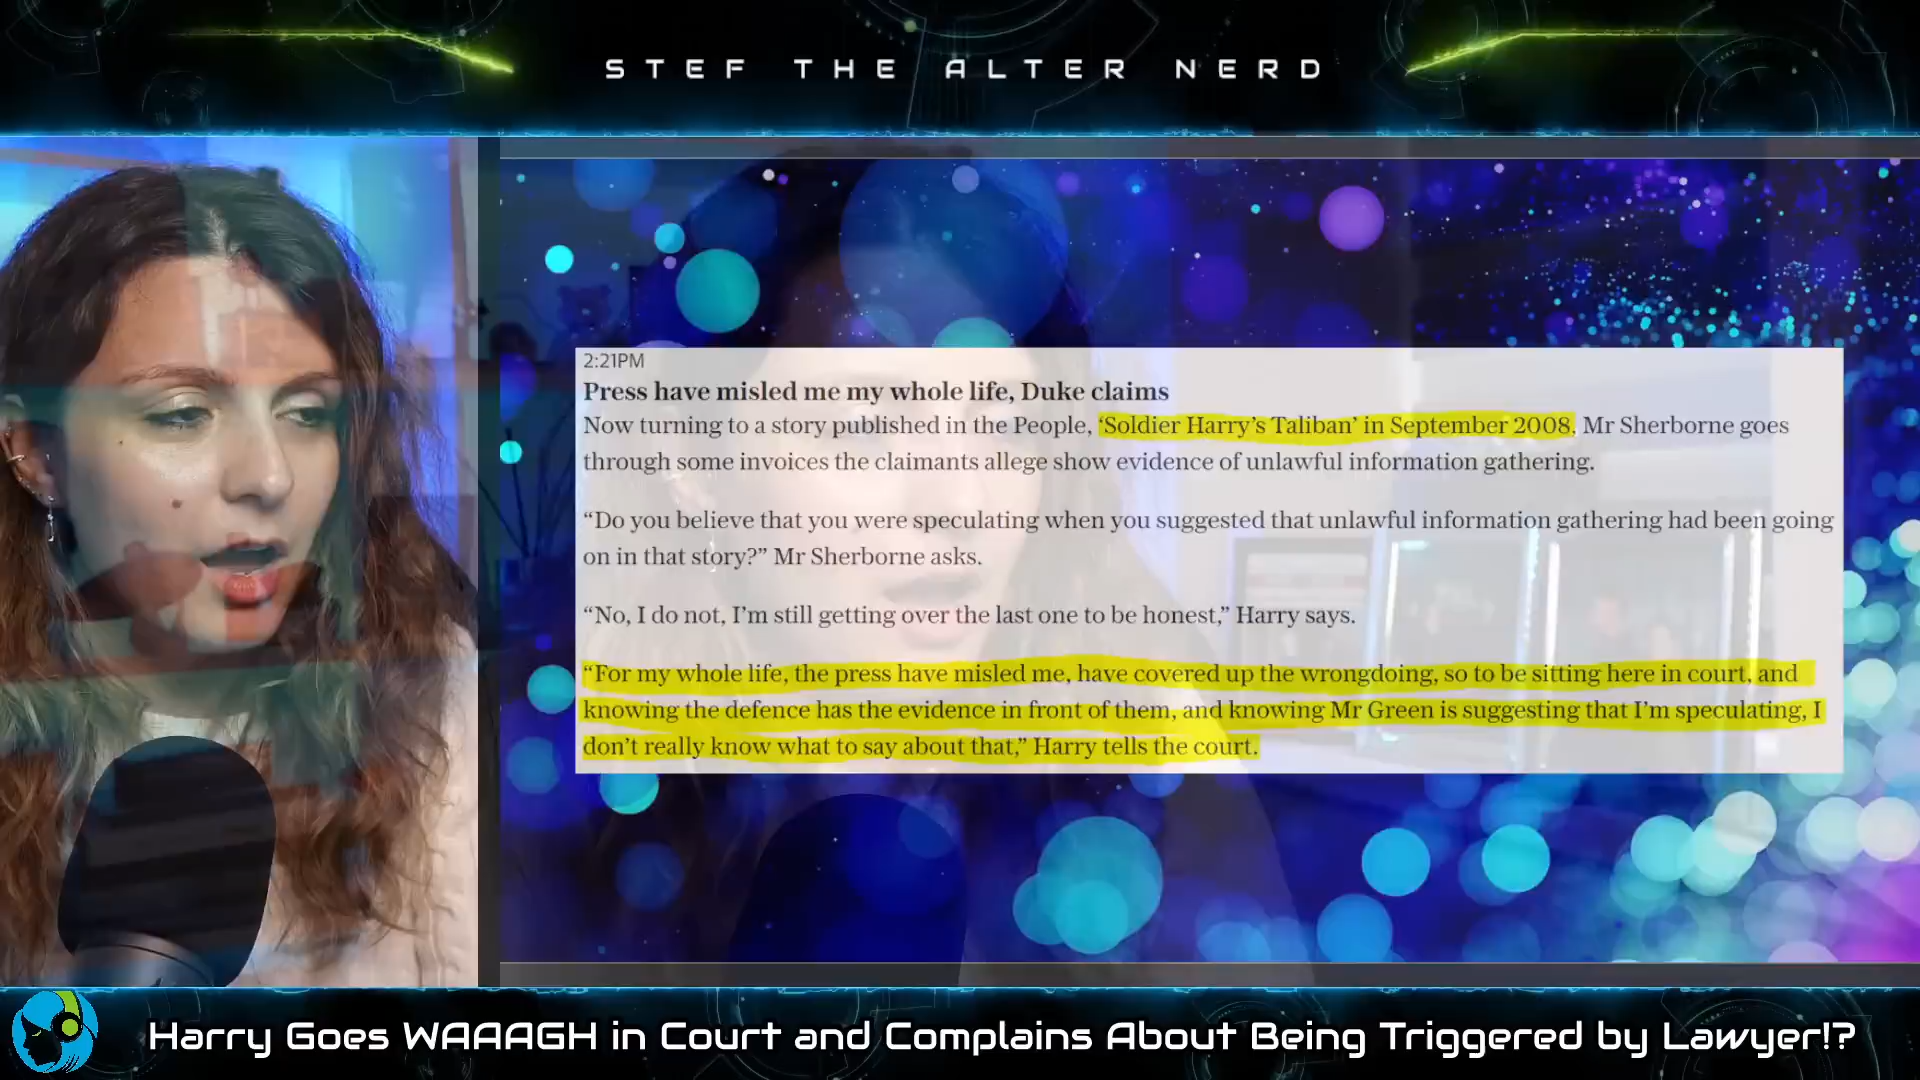 STEF THE ALTER NERD
2:21PM
Press have misled me my whole life, Duke claims
Now turning to a story published in the People, ‘Soldier Harry’s Taliban’ in September 2008, Mr Sherborne goes
through some invoices the claimants allege show evidence of unlawful information gathering.
“Do you believe that you were speculating when you suggested that unlawful information gathering had been going
on in that story?” Mr Sherborne asks.
“No, I do not, I’m still getting over the last one to be honest,” Harry says.
“For my whole life, the press have misled me, have covered up the wrongdoing, so to be sitting here in court, and
knowing the defence has the evidence in front of them, and knowing Mr Green is suggesting that I’m speculating, I
don’t really know what to say about that,” Harry tells the court.
Harry Goes WAAAGH in Court and Complains About Being Triggered by Lawyer!?